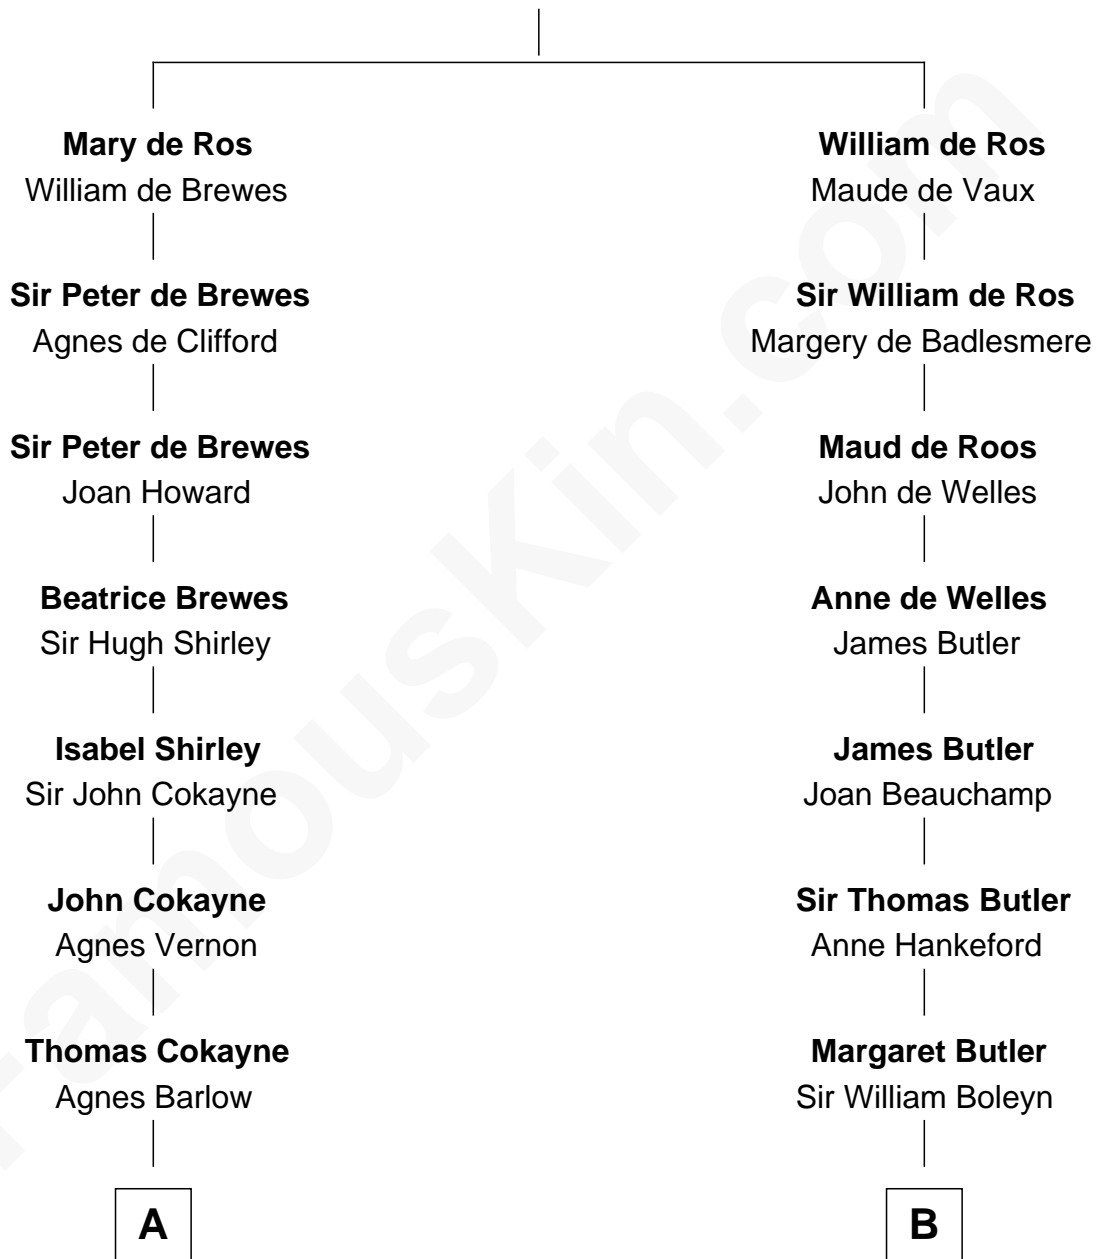 Mary de Ros
William de Brewes
Sir Peter de Brewes
Agnes de Clifford
Sir Peter de Brewes
Joan Howard
Beatrice Brewes
Sir Hugh Shirley
Isabel Shirley
Sir John Cokayne
John Cokayne
Agnes Vernon
Thomas Cokayne
Agnes Barlow
A
William de Ros
Maude de Vaux
Sir William de Ros
Margery de Badlesmere
Maud de Roos
John de Welles
Anne de Welles
James Butler
James Butler
Joan Beauchamp
Sir Thomas Butler
Anne Hankeford
Margaret Butler
Sir William Boleyn
B
FamousKin.com